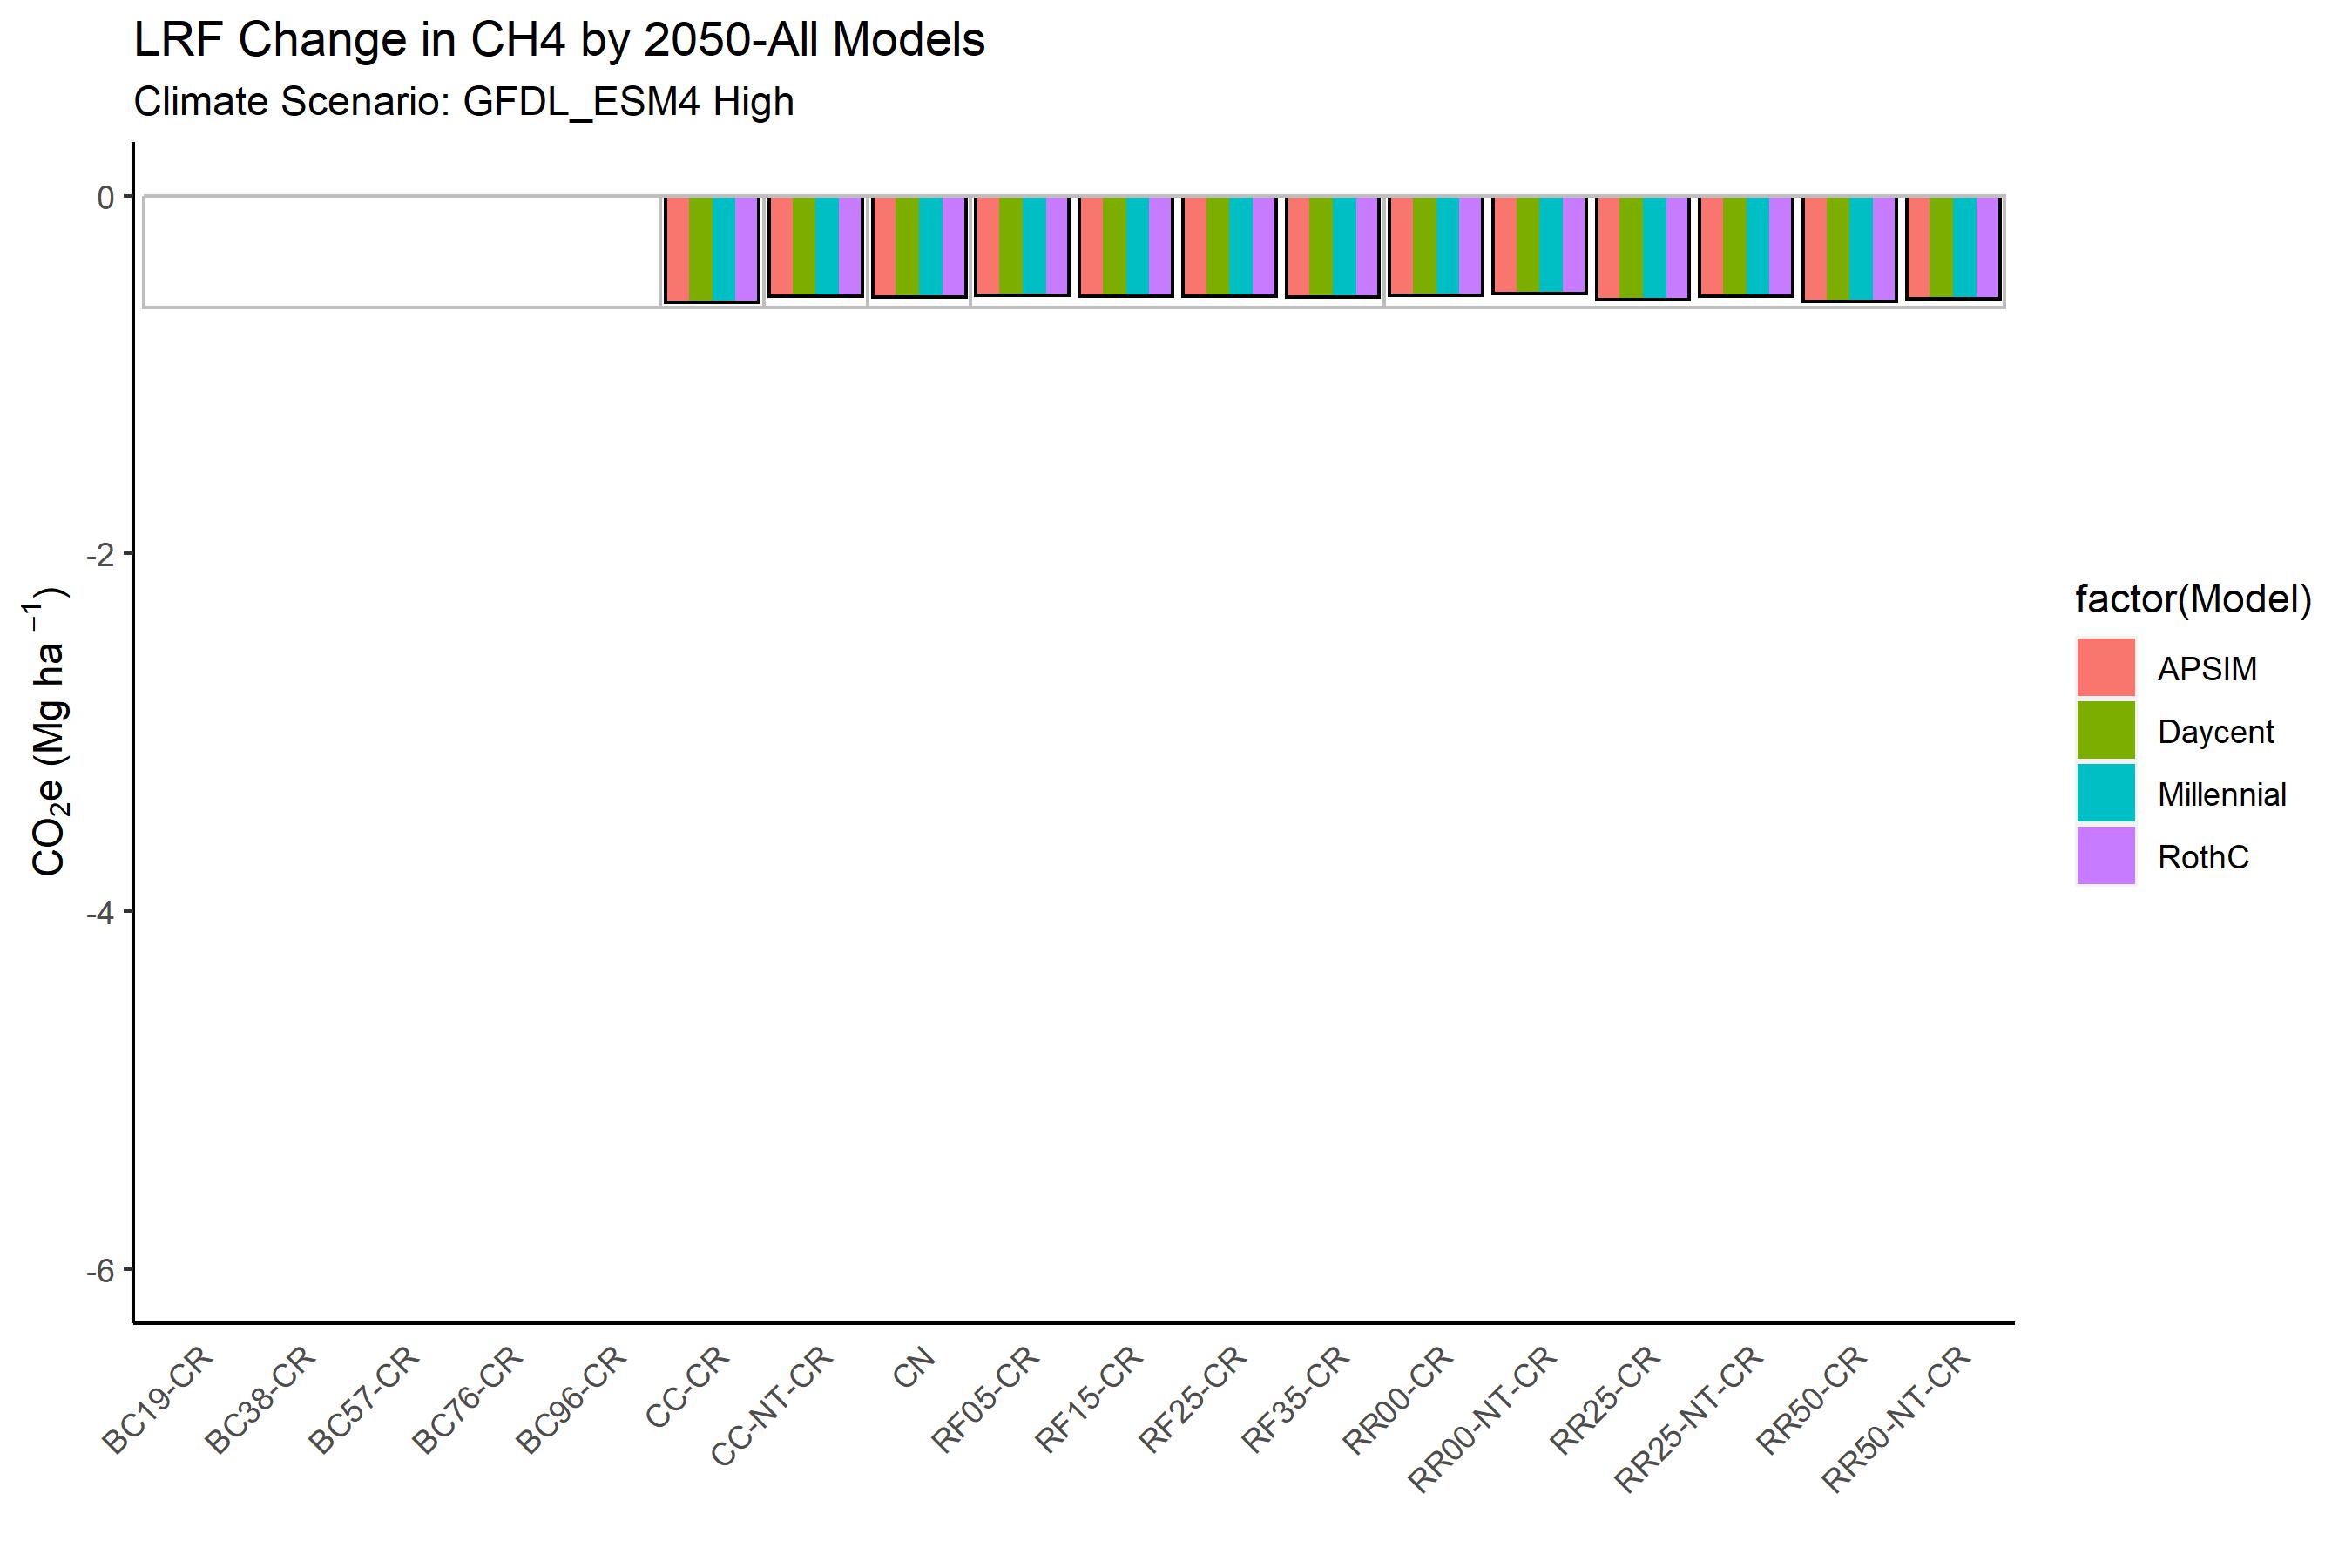 LRF Change in CH4 by 2050-All Models
Climate Scenario: GFDL_ESM4 High
0
-2
-4
-6
CO₂e (Mg ha ⁻¹)
BC19-CR
BC38-CR
BC57-CR
BC76-CR
BC96-CR
CC-CR
CC-NT-CR
CN
RF05-CR
RF15-CR
RF25-CR
RF35-CR
RR00-CR
RR00-NT-CR
RR25-CR
RR25-NT-CR
RR50-CR
RR50-NT-CR
factor(Model)
APSIM
Daycent
Millennial
RothC